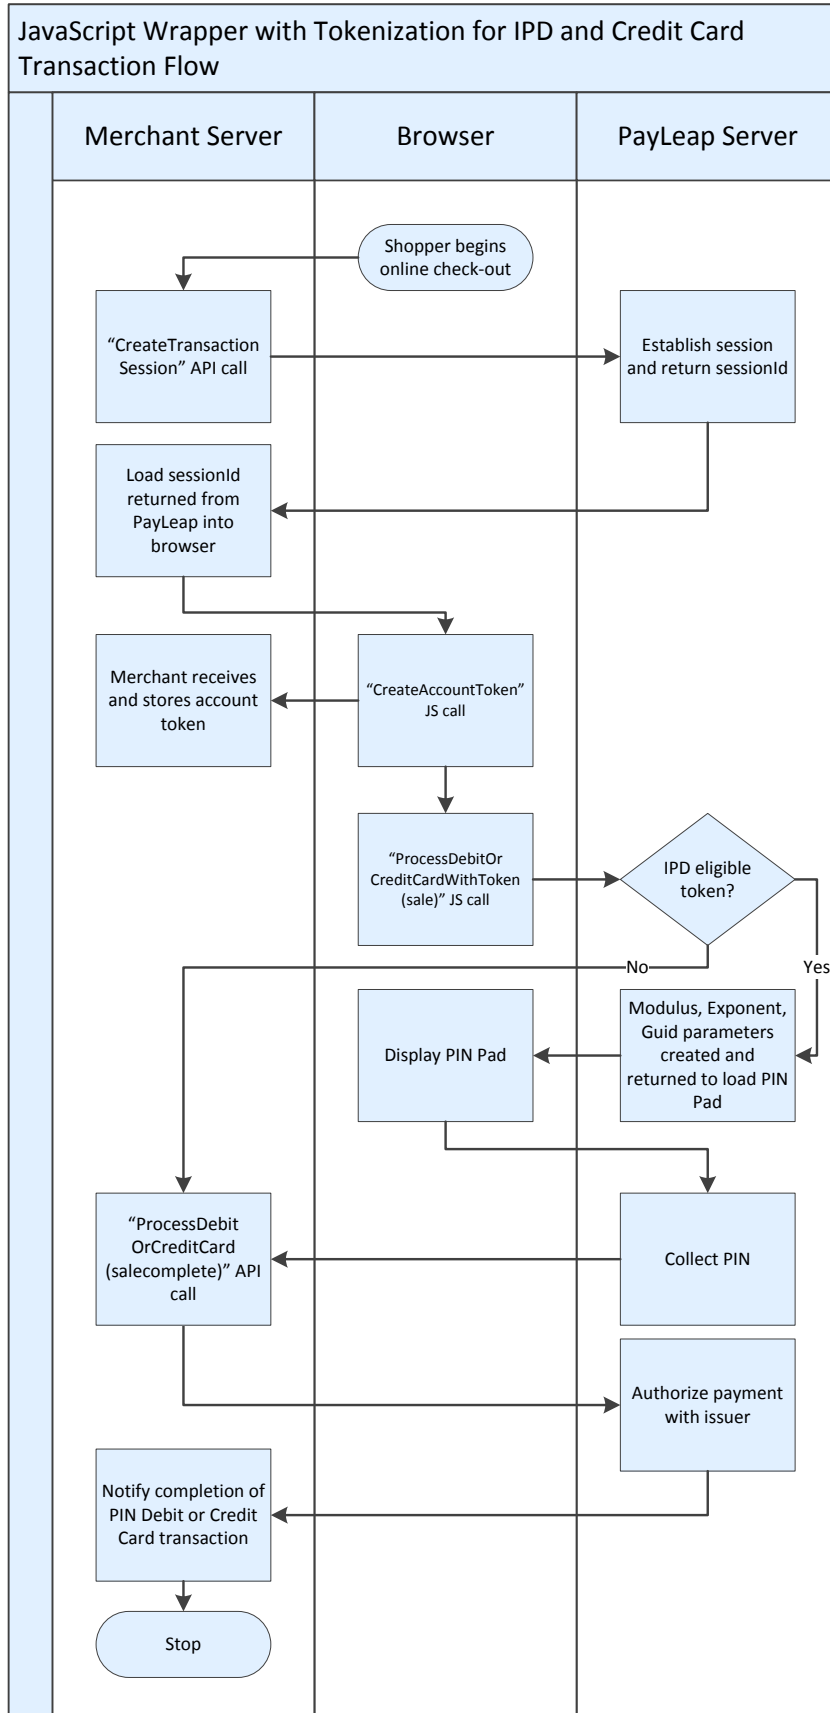 JavaScript Wrapper with Tokenization for IPD and Credit Card
Transaction Flow
Merchant Server
Browser
PayLeap Server
Shopper begins
online check-out
“CreateTransaction
Session” API call
Establish session
and return sessionId
Load sessionId
returned from
PayLeap into
browser
Merchant receives
and stores account
token
“CreateAccountToken”
JS call
“ProcessDebitOr
CreditCardWithToken
(sale)” JS call
IPD eligible
token?
No
Yes
Display PIN Pad
Modulus, Exponent,
Guid parameters
created and
returned to load PIN
Pad
“ProcessDebit
OrCreditCard
(salecomplete)” API
call
Collect PIN
Authorize payment
with issuer
Notify completion of
PIN Debit or Credit
Card transaction
Stop